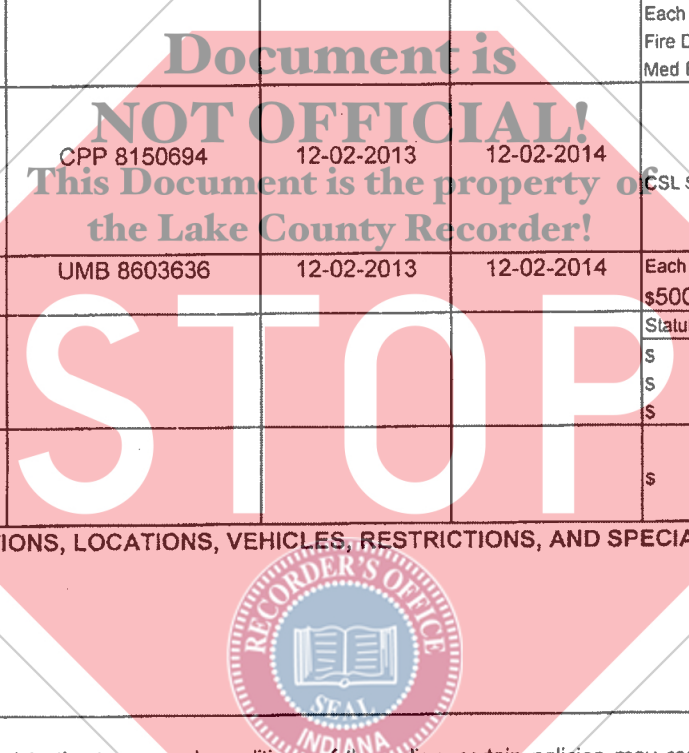 Each
Fire D
Med
Document is
NOT OFFICIAL!
CPP 8150694 12-02-2013 12-02-2014
This Document is the property of
CSL S
the Lake County Recorder!
UMB 8603636 12-02-2013 12-02-2014 Each
$500
Statu
STOP
$
$
$
$
IONS, LOCATIONS, VEHICLES, RESTRICTIONS, AND SPECIA
RECORDER'S OFFICE
SEAL
INDIANA